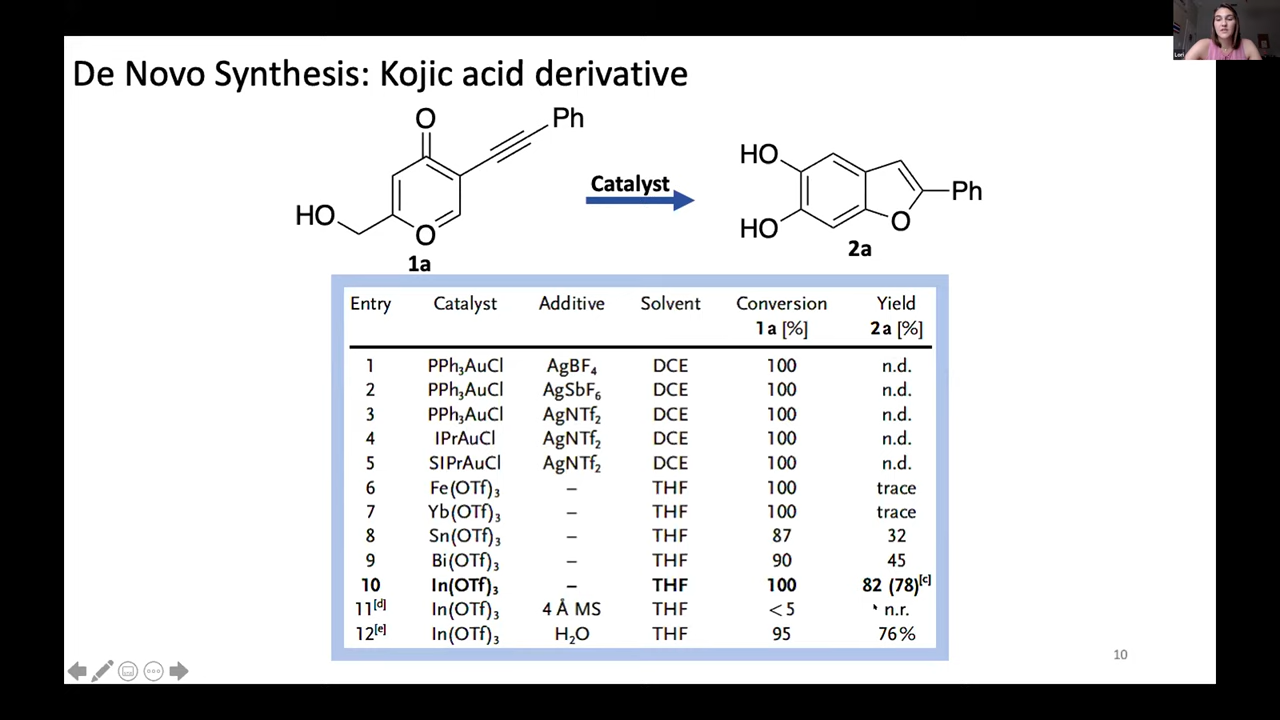 De Novo Synthesis: Kojic acid derivative
O
Ph
HO
O
1a
Catalyst
HO
HO
O
Ph
2a
Entry Catalyst Additive Solvent Conversion Yield
1a [%] 2a [%]
1 PPh₃AuCl AgBF₄ DCE 100 n.d.
2 PPh₃AuCl AgSbF₆ DCE 100 n.d.
3 PPh₃AuCl AgNTf₂ DCE 100 n.d.
4 IPrAuCl AgNTf₂ DCE 100 n.d.
5 SIPrAuCl AgNTf₂ DCE 100 n.d.
6 Fe(OTf)₃ – THF 100 trace
7 Yb(OTf)₃ – THF 100 trace
8 Sn(OTf)₃ – THF 87 32
9 Bi(OTf)₃ – THF 90 45
10 In(OTf)₃ – THF 100 82 (78)[c]
11[d] In(OTf)₃ 4 Å MS THF <5 n.r.
12[e] In(OTf)₃ H₂O THF 95 76%
10
Lori